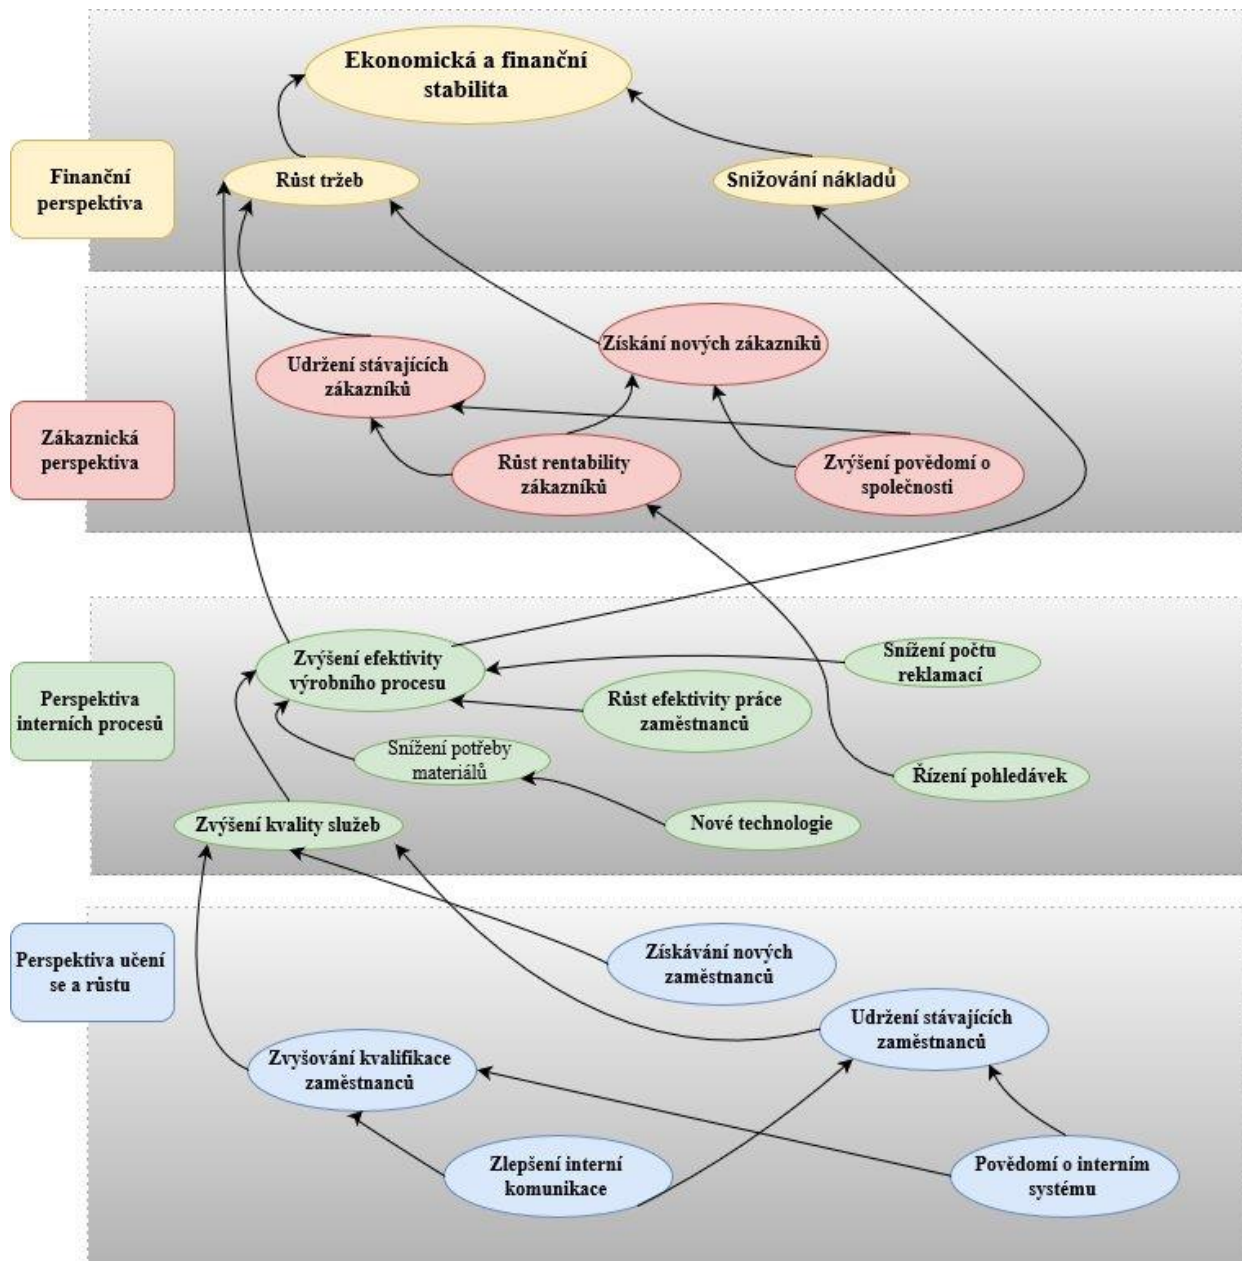 Ekonomická a finanční
stabilita
Finanční
perspektiva
Růst tržeb
Snižování nákladů
Zákaznická
perspektiva
Udržení stávajících
zákazníků
Získání nových zákazníků
Růst rentability
zákazníků
Zvýšení povědomí o
společnosti
Perspektiva
interních procesů
Zvýšení efektivity
výrobního procesu
Snížení počtu
reklamací
Růst efektivity práce
zaměstnanců
Snížení potřeby
materiálů
Řízení pohledávek
Zvýšení kvality služeb
Nové technologie
Perspektiva učení
se a růstu
Získávání nových
zaměstnanců
Udržení stávajících
zaměstnanců
Zvyšování kvalifikace
zaměstnanců
Zlepšení interní
komunikace
Povědomí o interním
systému